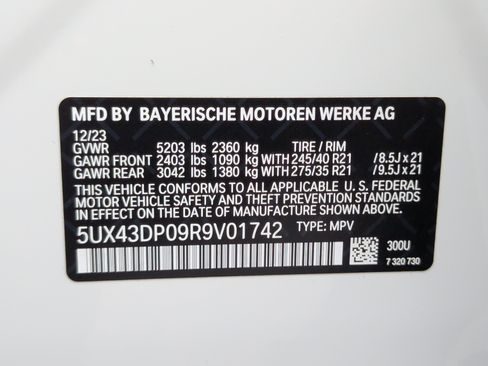 MFD BY BAYERISCHE MOTOREN WERKE AG
12/23
GVWR 5203 lbs 2360 kg TIRE / RIM
GAWR FRONT 2403 lbs 1090 kg WITH 245/40 R21 /8.5J x 21
GAWR REAR 3042 lbs 1380 kg WITH 275/35 R21 /9.5J x 21
THIS VEHICLE CONFORMS TO ALL APPLICABLE U. S. FEDERAL
MOTOR VEHICLE SAFETY AND THEFT PREVENTION STANDARDS
IN EFFECT ON THE DATE OF MANUFACTURE SHOWN ABOVE.
5UX43DP09R9V01742 TYPE: MPV
300U
7 320 730